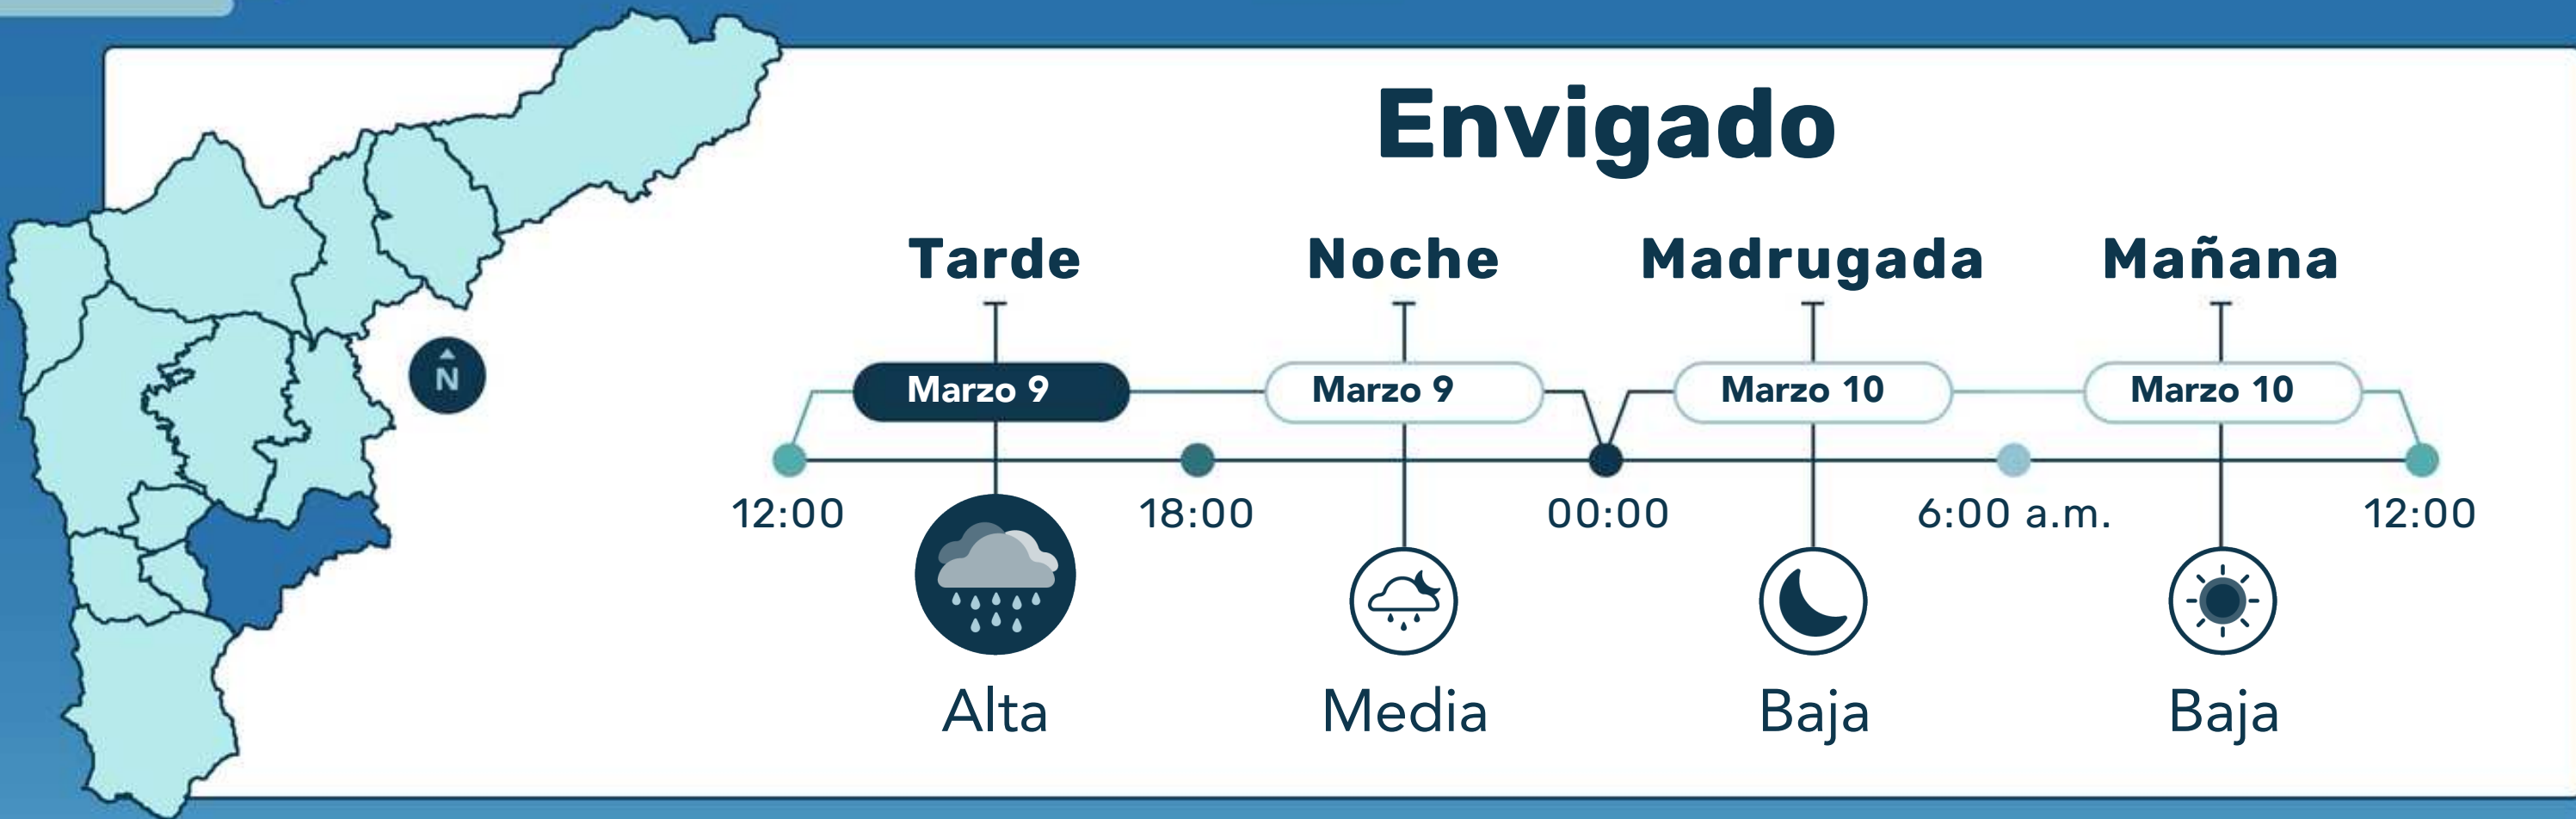 Envigado
Tarde Noche Madrugada Mañana
Marzo 9 Marzo 9 Marzo 10 Marzo 10
N
12:00 18:00 00:00 6:00 a.m. 12:00
Alta Media Baja Baja